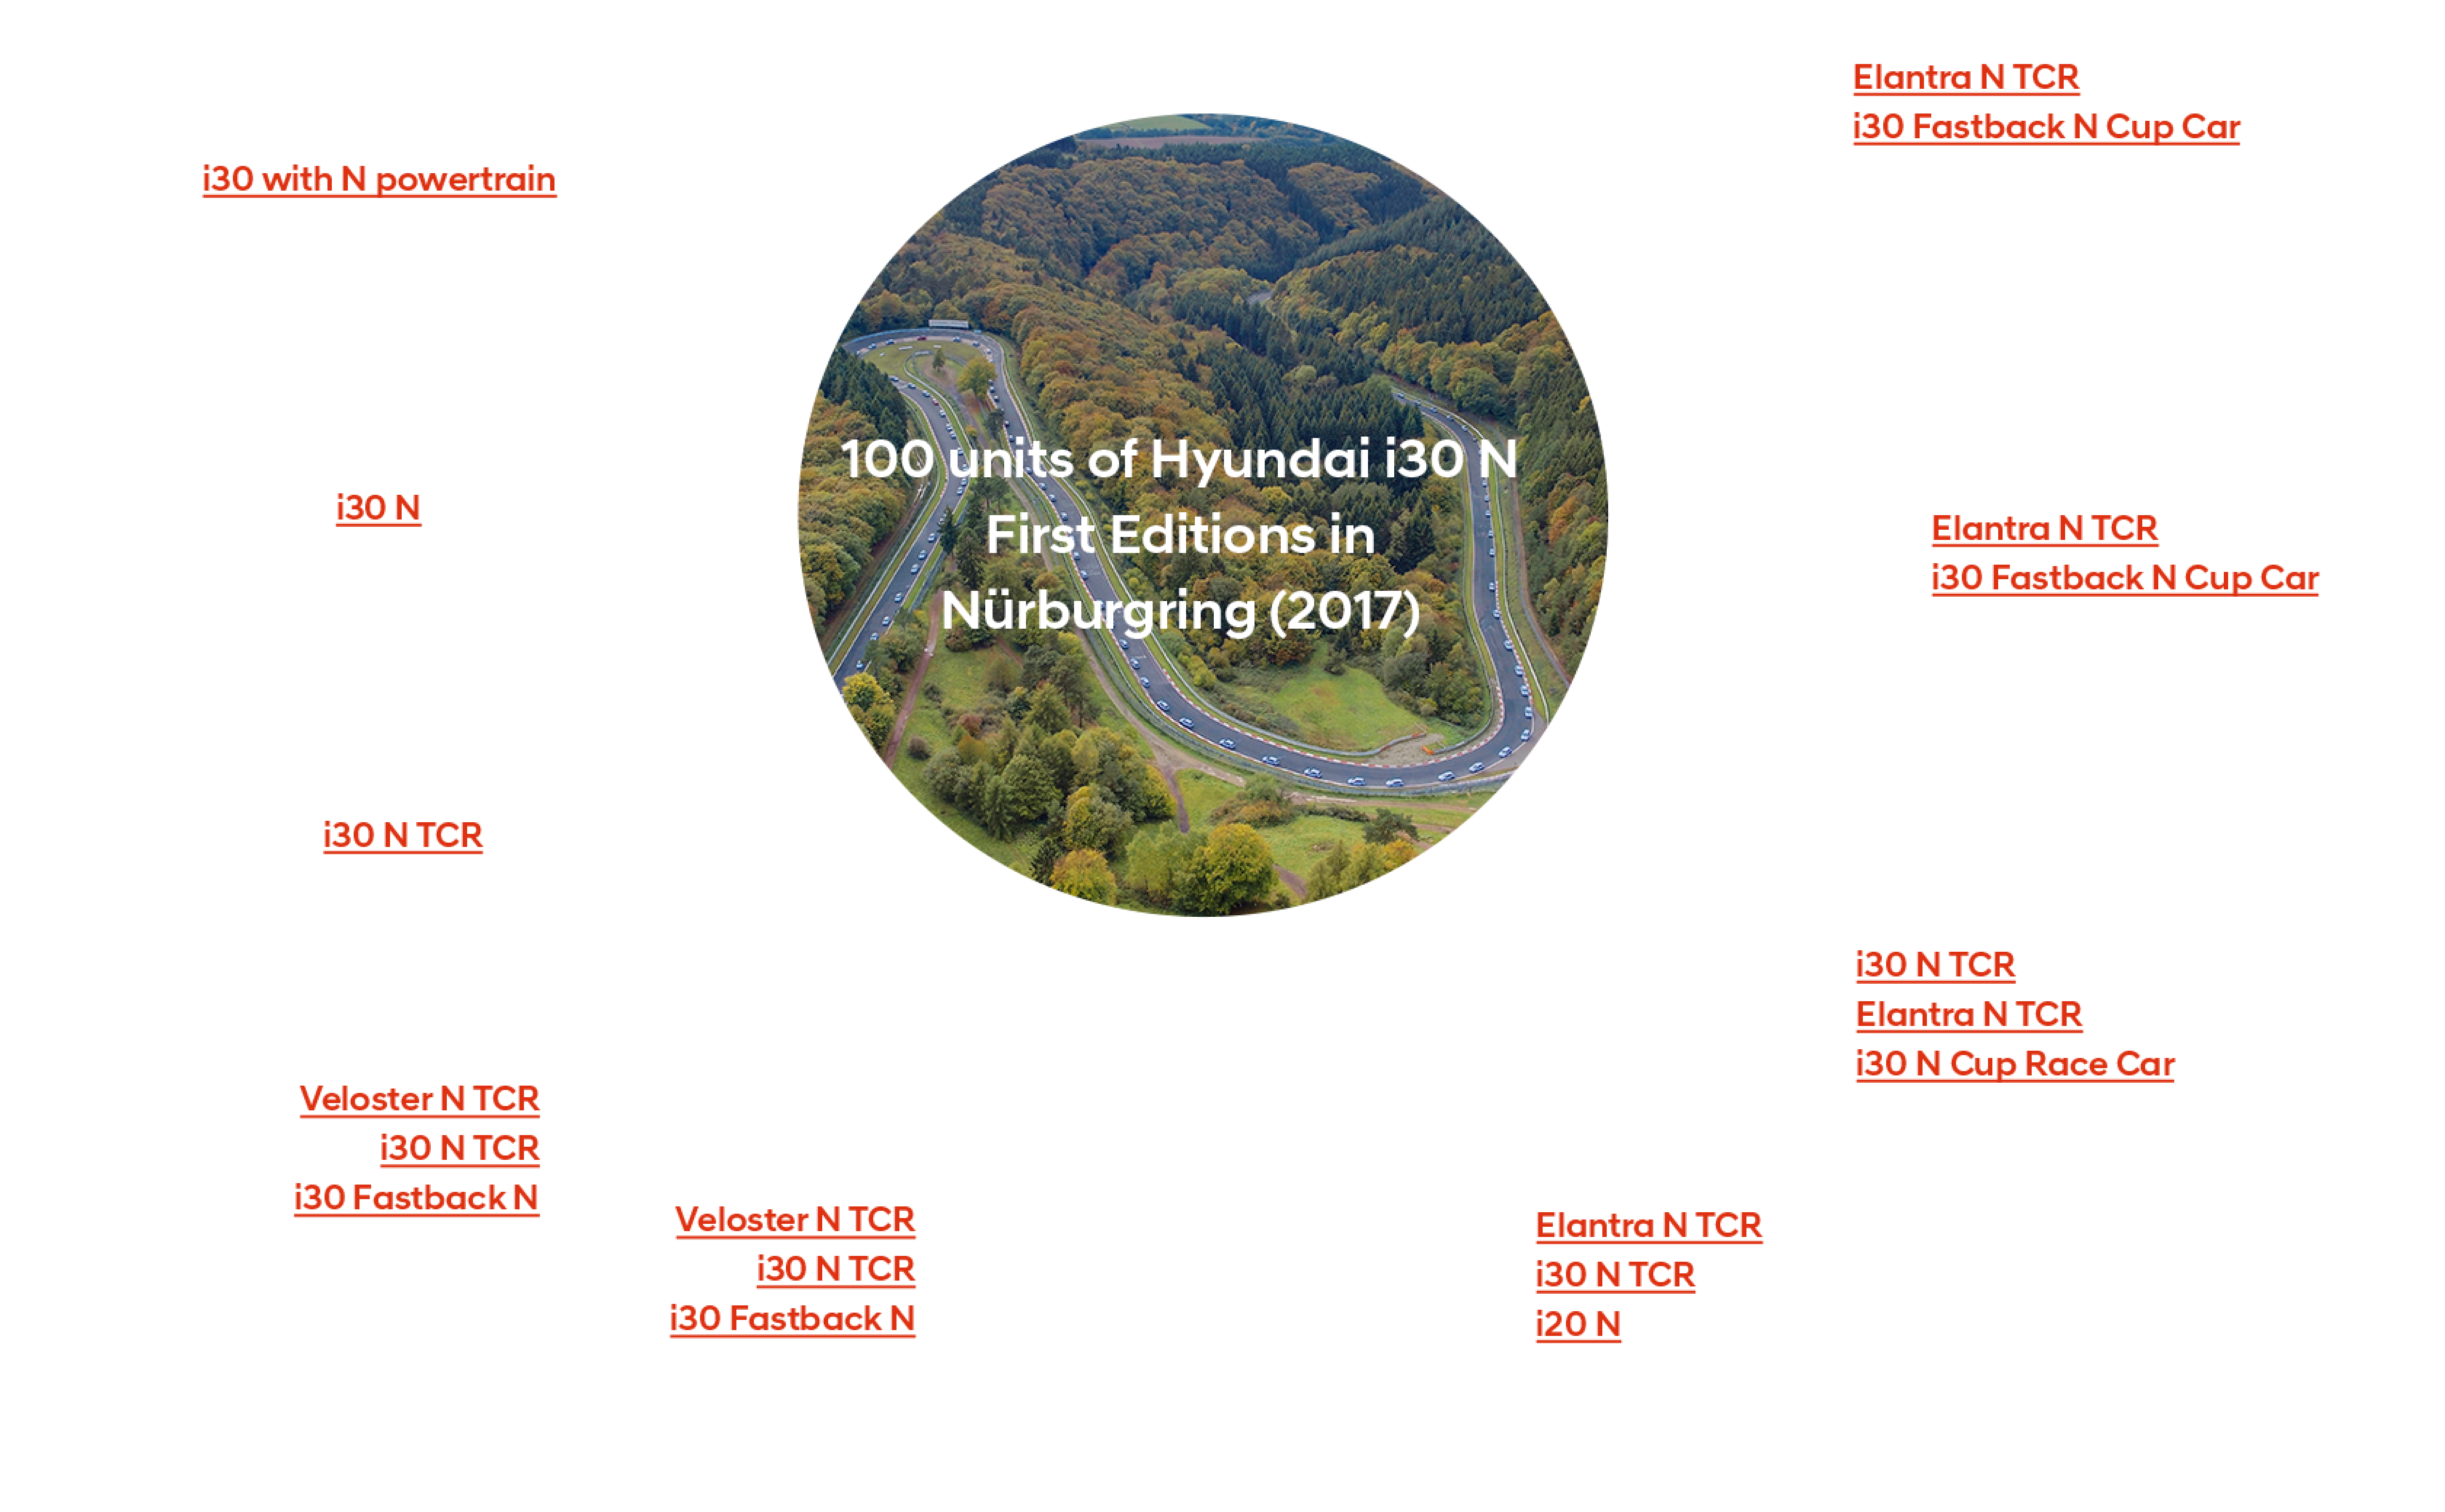 i30 with N powertrain
i30 N
i30 N TCR
Veloster N TCR
i30 N TCR
i30 Fastback N
Veloster N TCR
i30 N TCR
i30 Fastback N
100 units of Hyundai i30 N
First Editions in
Nürburgring (2017)
Elantra N TCR
i30 N TCR
i20 N
i30 N TCR
Elantra N TCR
i30 N Cup Race Car
Elantra N TCR
i30 Fastback N Cup Car
Elantra N TCR
i30 Fastback N Cup Car